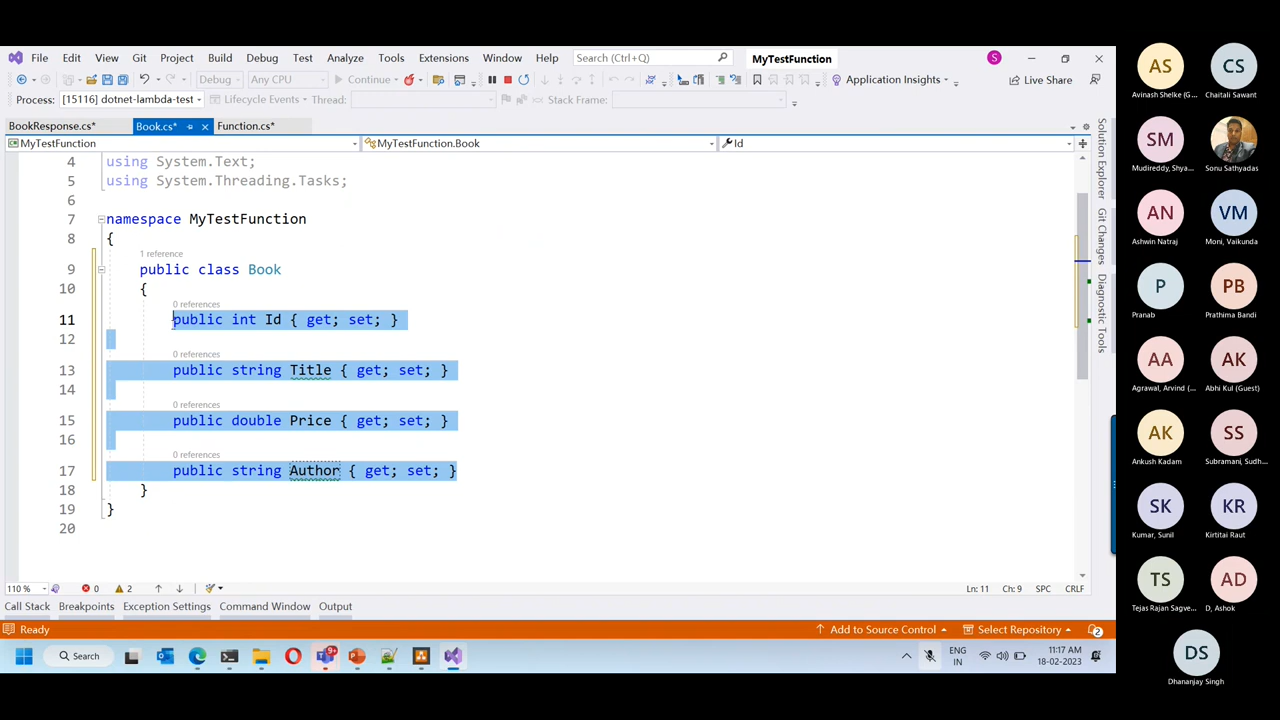 File Edit View Git Project Build Debug Test Analyze Tools Extensions Window Help Search (Ctrl+Q) MyTestFunction S
Debug Any CPU Continue Application Insights Live Share
Process: [15116] dotnet-lambda-test Lifecycle Events Thread: Stack Frame:
BookResponse.cs* Book.cs* Function.cs*
MyTestFunction MyTestFunction.Book Id
4 using System.Text;
5 using System.Threading.Tasks;
6
7 namespace MyTestFunction
8 {
1 reference
9 public class Book
10 {
0 references
11 public int Id { get; set; }
12
0 references
13 public string Title { get; set; }
14
0 references
15 public double Price { get; set; }
16
0 references
17 public string Author { get; set; }
18 }
19 }
20
110 % 0 2 Ln: 11 Ch: 9 SPC CRLF
Call Stack Breakpoints Exception Settings Command Window Output
Ready Add to Source Control Select Repository 2
Search 9+ ENG IN 11:17 AM 18-02-2023
Solution Explorer
Git Changes
Diagnostic Tools
AS CS
Avinash Shelke (G... Chaitali Sawant
SM
Mudireddy, Shya... Sonu Sathyadas
AN VM
Ashwin Natraj Moni, Vaikunda
P PB
Pranab Prathima Bandi
AA AK
Agrawal, Arvind (... Abhi Kul (Guest)
AK SS
Ankush Kadam Subramani, Sudh...
SK KR
Kumar, Sunil Kirtitai Raut
TS AD
Tejas Rajan Sagve... D, Ashok
DS
Dhananjay Singh